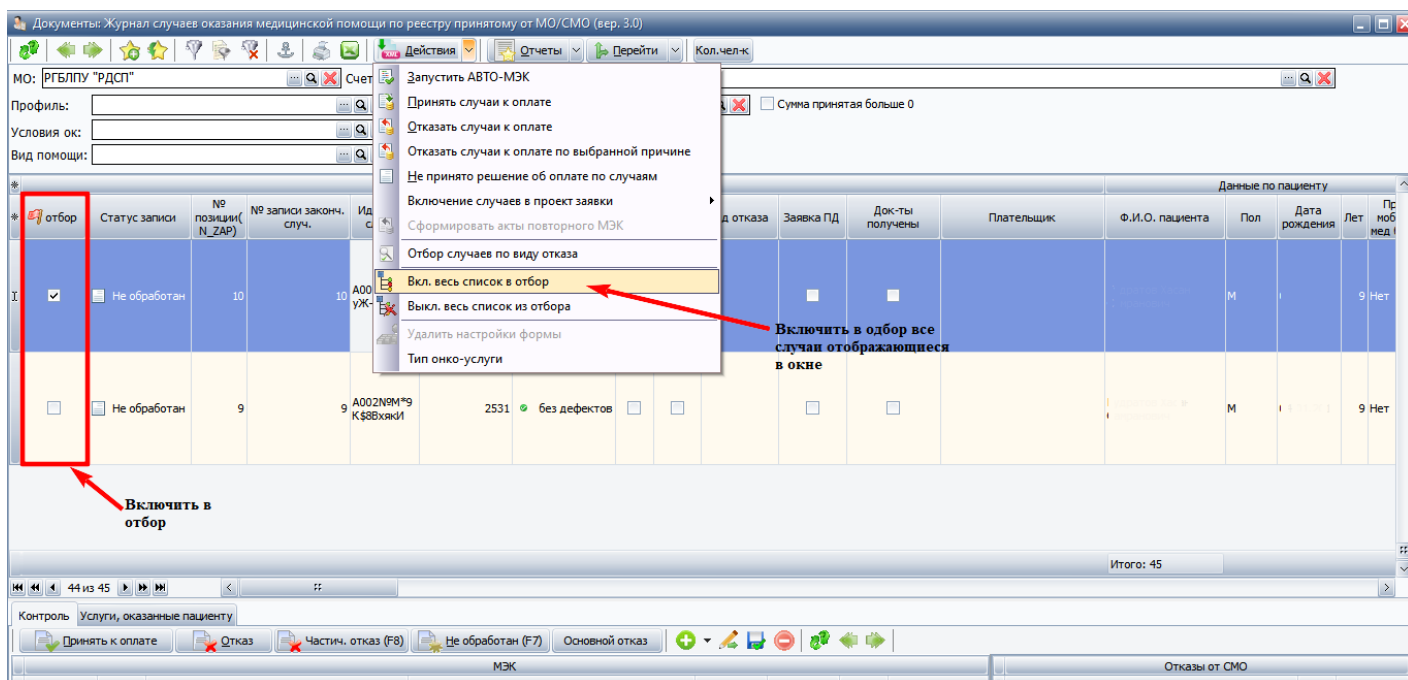 Документы: Журнал случаев оказания медицинской помощи по реестру принятому от МО/СМО (вер. 3.0)
Действия Отчеты Перейти Кол.чел-к
МО: РГБЛПУ "РДСП" Счет
Профиль: Сумма принятая больше 0
Условия ок:
Вид помощи:
Запустить АВТО-МЭК
Принять случаи к оплате
Отказать случаи к оплате
Отказать случаи к оплате по выбранной причине
Не принято решение об оплате по случаям
Включение случаев в проект заявки
Сформировать акты повторного МЭК
Отбор случаев по виду отказа
Вкл. весь список в отбор
Выкл. весь список из отбора
Удалить настройки формы
Тип онко-услуги
Данные по пациенту
отбор Статус записи № позиции( N_ZAP) № записи законч. случ. отказа Заявка ПД Док-ты получены Плательщик Ф.И.О. пациента Пол Дата рождения Лет
Не обработан 10 10 А00 уЖ- М 9 Нет
Включить в одбор все
случаи отображающиеся
в окне
Не обработан 9 9 А002№М*9 К$8ВхякИ 2531 без дефектов М 9 Нет
Включить в
отбор
Итого: 45
44 из 45
Контроль Услуги, оказанные пациенту
Принять к оплате Отказ Частич. отказ (F8) Не обработан (F7) Основной отказ
МЭК Отказы от СМО